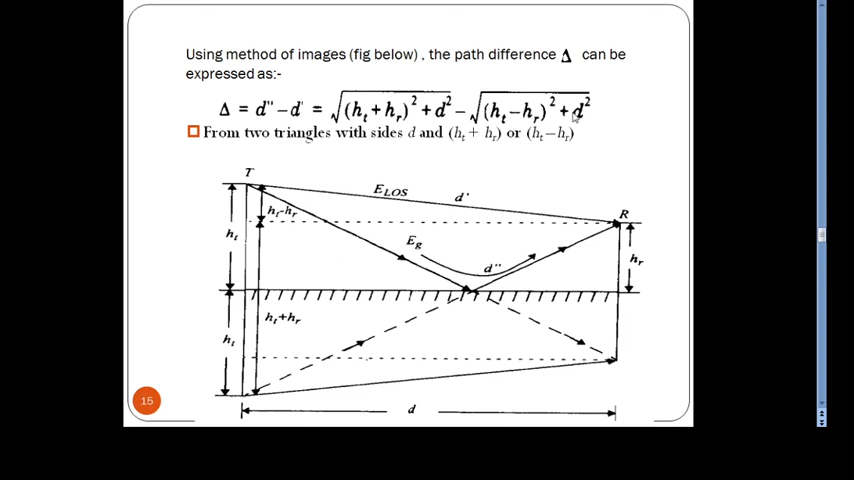 Using method of images (fig below) , the path difference Δ can be
expressed as:-
Δ = d" – d' = √(h_t + h_r)² + d² – √(h_t – h_r)² + d²
From two triangles with sides d and (h_t + h_r) or (h_t – h_r)
T
E_LOS d'
h_t-h_r
R
h_t
E_g
d"
h_r
h_t+h_r
h_t
15
d